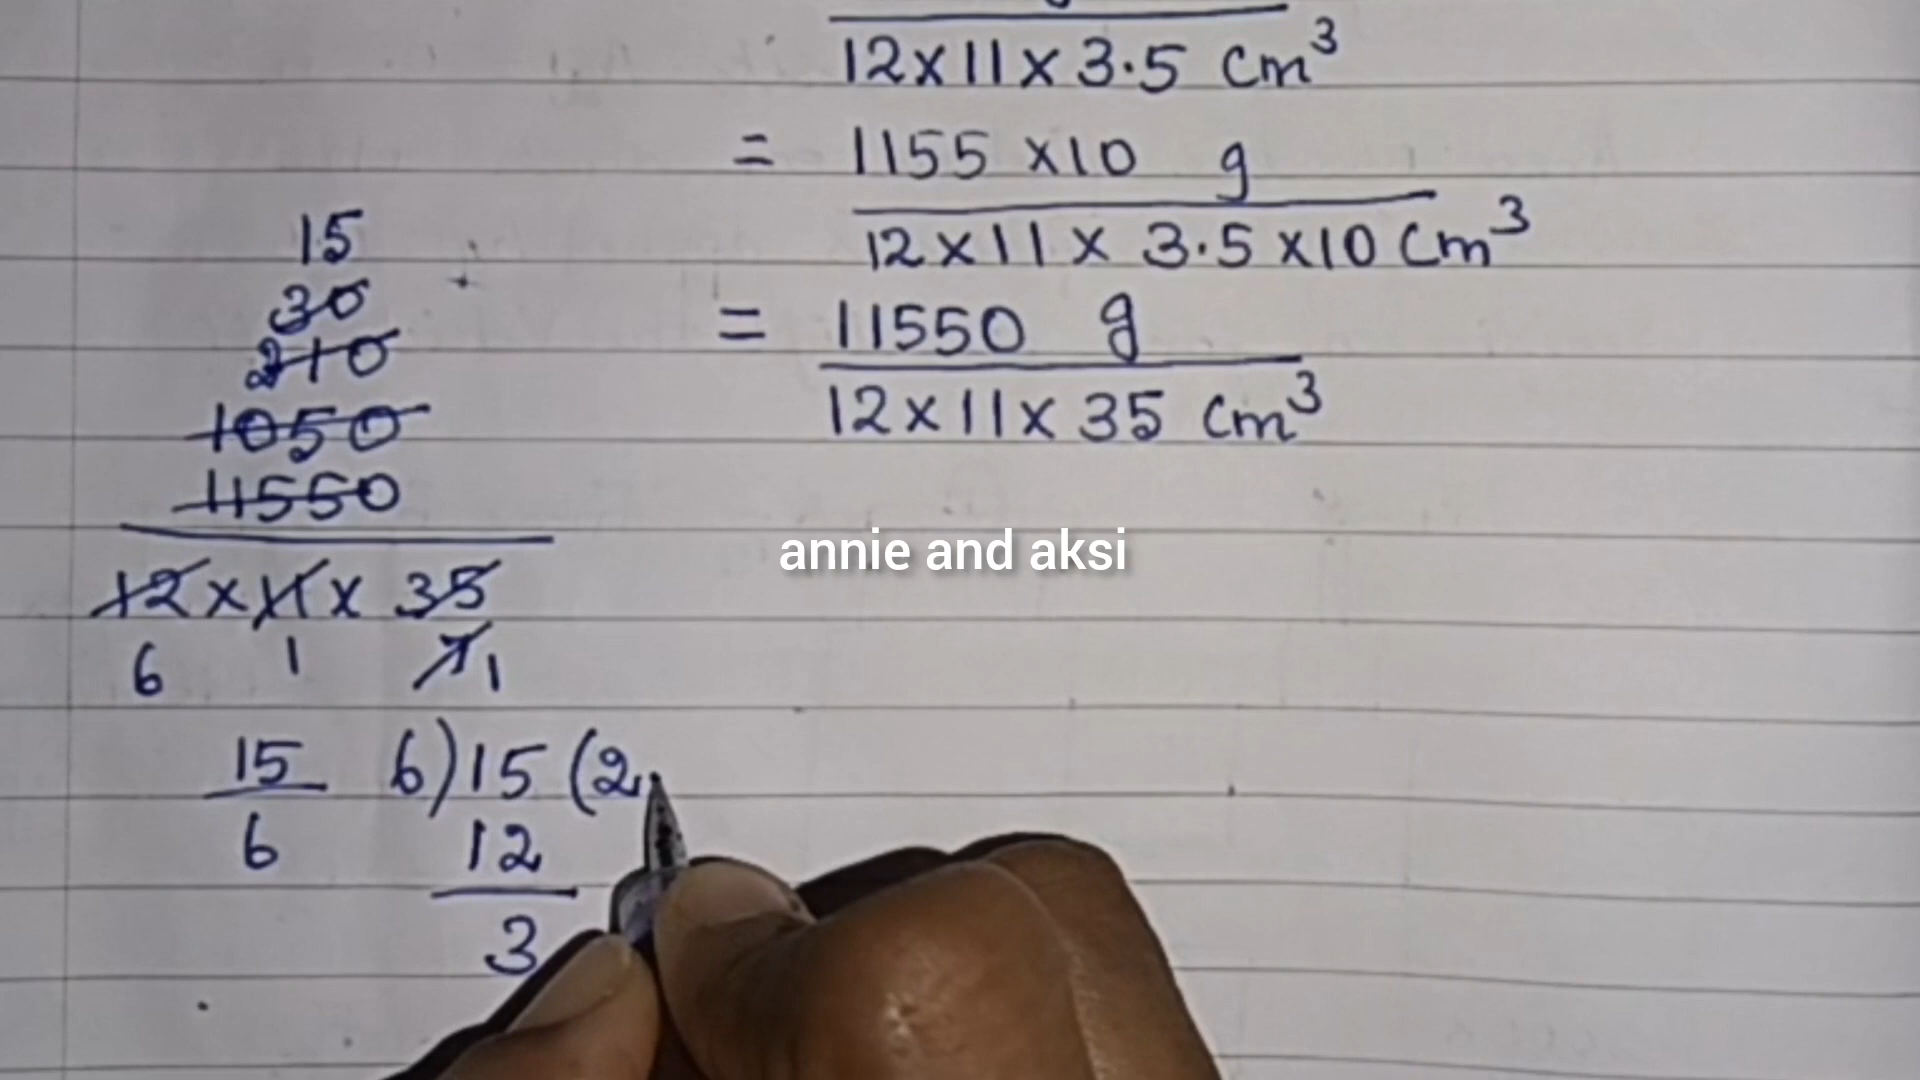 12×11×3.5 cm³
= 1155 ×10 g
12×11× 3.5 ×10 cm³
= 11550 g
12×11× 35 cm³
15
30
210
1050
11550
12×11× 35
6 1 7 1
15 6)15(2.
6 12
3
annie and aksi